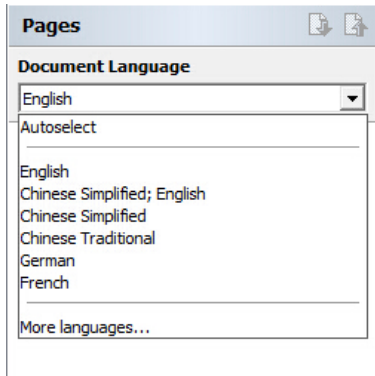 Pages
Document Language
English
Autoselect
English
Chinese Simplified; English
Chinese Simplified
Chinese Traditional
German
French
More languages...